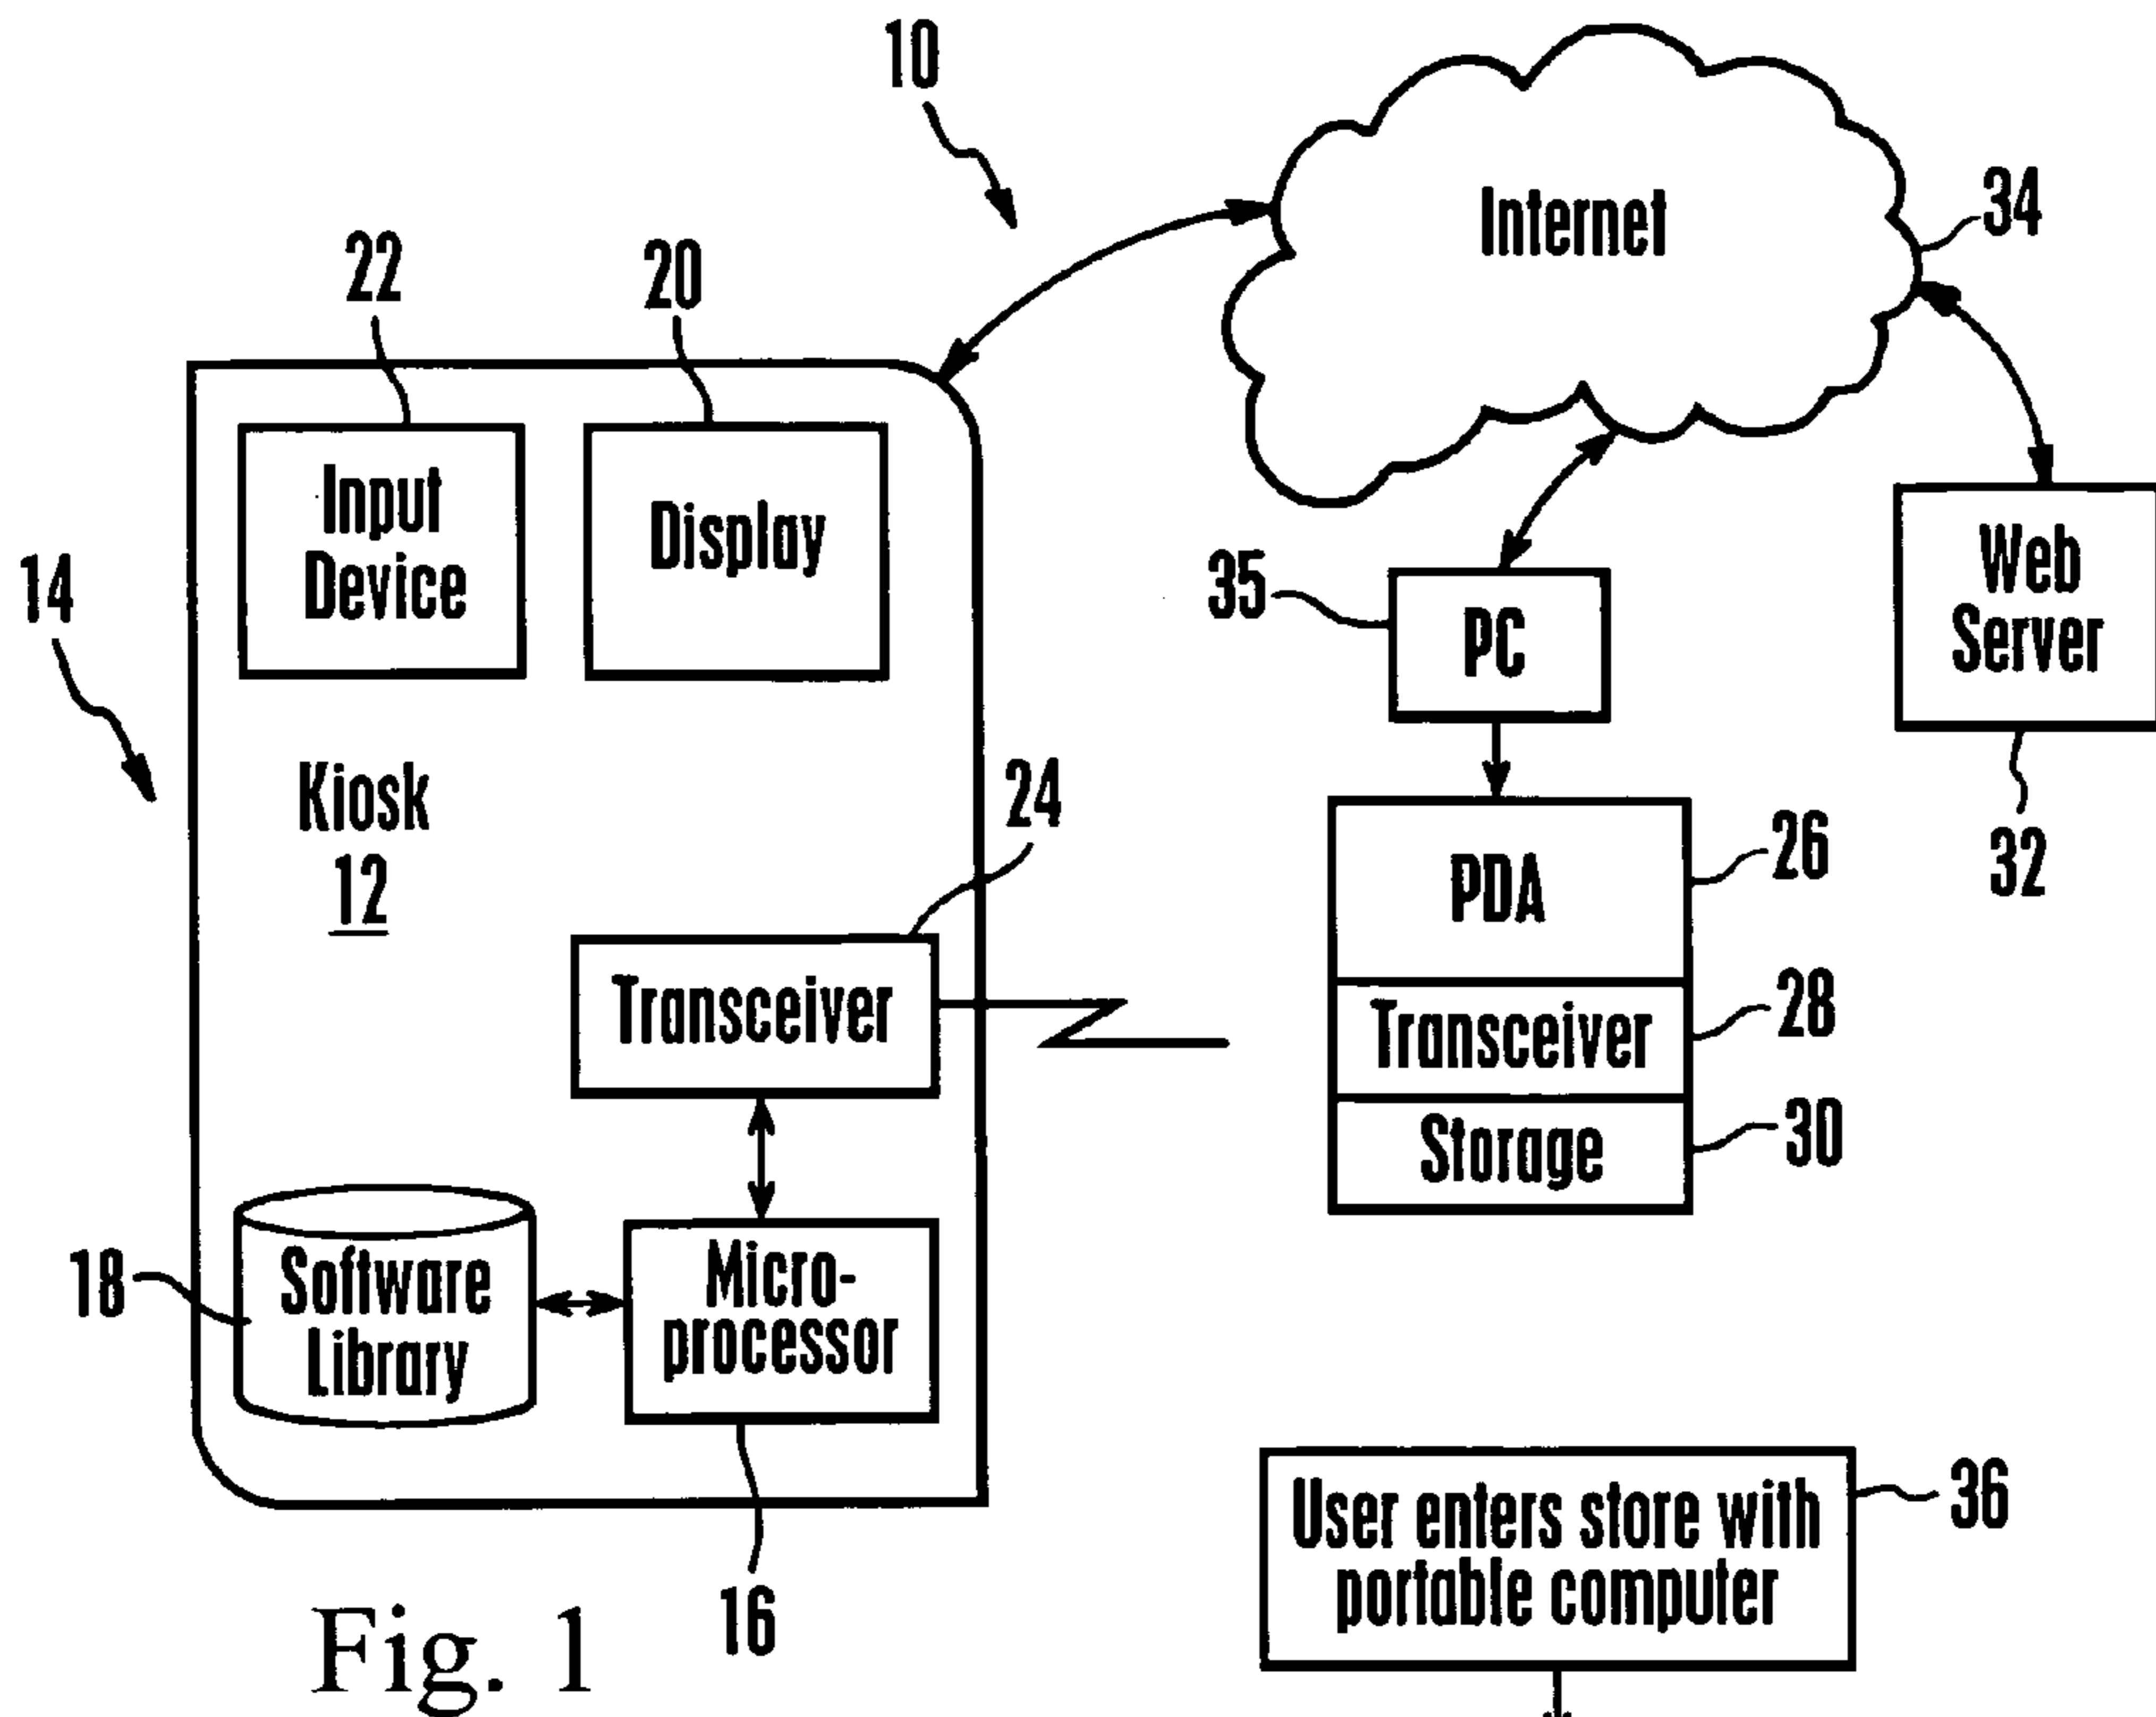 10
Internet
34
22
20
Input
Device
Display
14
35
PC
Web
Server
32
Kiosk
12
24
Transceiver
PDA
26
Transceiver
28
Storage
30
18
Software
Library
Micro-
processor
16
Fig. 1
User enters store with
portable computer
36